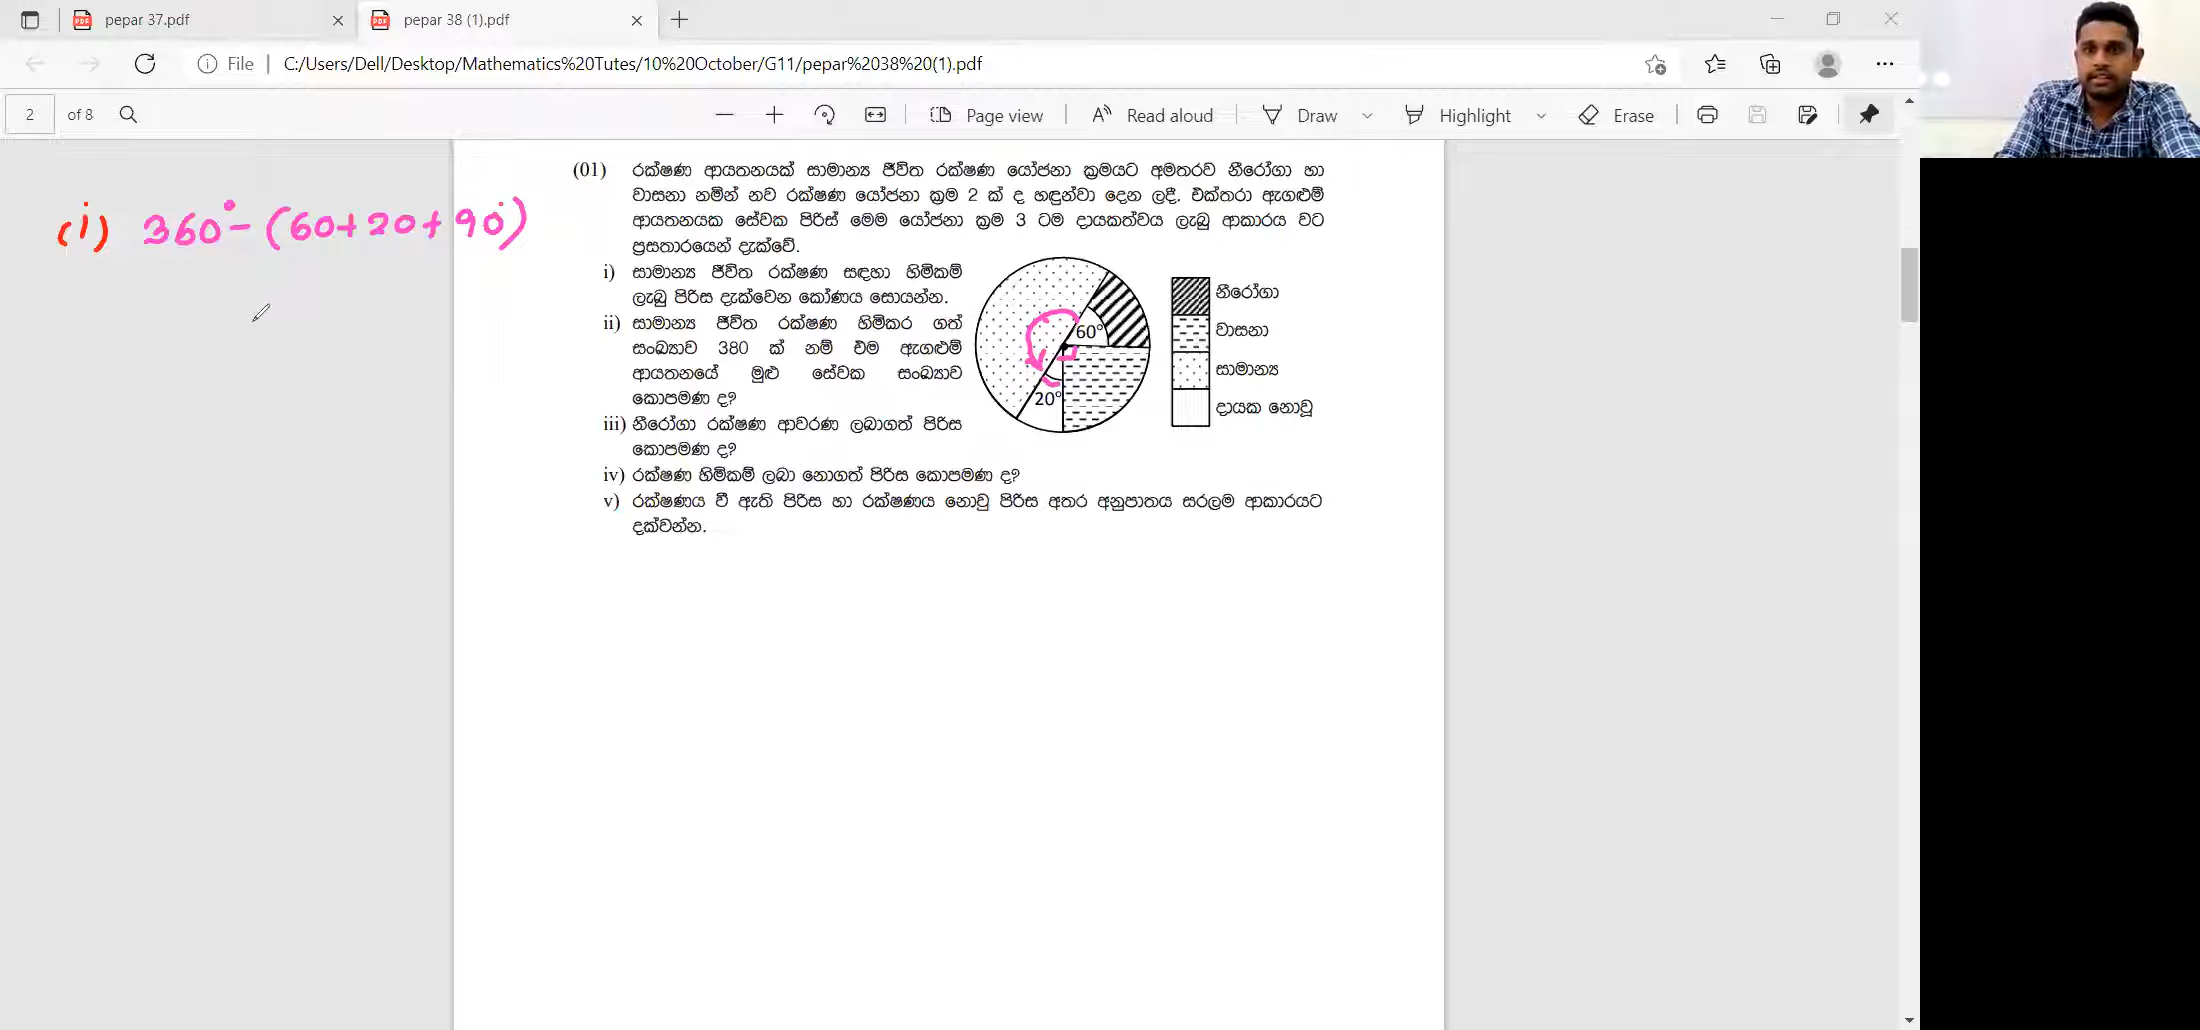 pepar 37.pdf
pepar 38 (1).pdf
File
C:/Users/Dell/Desktop/Mathematics%20Tutes/10%20October/G11/pepar%2038%20(1).pdf
2 of 8
Page view
Read aloud
Draw
Highlight
Erase
(i) 360° - (60+20+90°)
(01) රක්ෂණ ආයතනයක් සාමාන්‍ය ජීවිත රක්ෂණ යෝජනා ක්‍රමයට අමතරව නීරෝගා හා
වාසනා නමින් නව රක්ෂණ යෝජනා ක්‍රම 2 ක් ද හඳුන්වා දෙන ලදී. එක්තරා ඇගළුම්
ආයතනයක සේවක පිරිස් මෙම යෝජනා ක්‍රම 3 ටම දායකත්වය ලැබු ආකාරය වට
ප්‍රසතාරයෙන් දැක්වේ.
i) සාමාන්‍ය ජීවිත රක්ෂණ සඳහා හිමිකම්
ලැබු පිරිස දැක්වෙන කෝණය සොයන්න.
ii) සාමාන්‍ය ජීවිත රක්ෂණ හිමිකර ගත්
සංඛ්‍යාව 380 ක් නම් එම ඇගළුම්
ආයතනයේ මුළු සේවක සංඛ්‍යාව
කොපමණ ද?
iii) නීරෝගා රක්ෂණ ආවරණ ලබාගත් පිරිස
කොපමණ ද?
iv) රක්ෂණ හිමිකම් ලබා නොගත් පිරිස කොපමණ ද?
v) රක්ෂණය වී ඇති පිරිස හා රක්ෂණය නොවු පිරිස අතර අනුපාතය සරලම ආකාරයට
දක්වන්න.
60°
20°
නීරෝගා
වාසනා
සාමාන්‍ය
දායක නොවූ